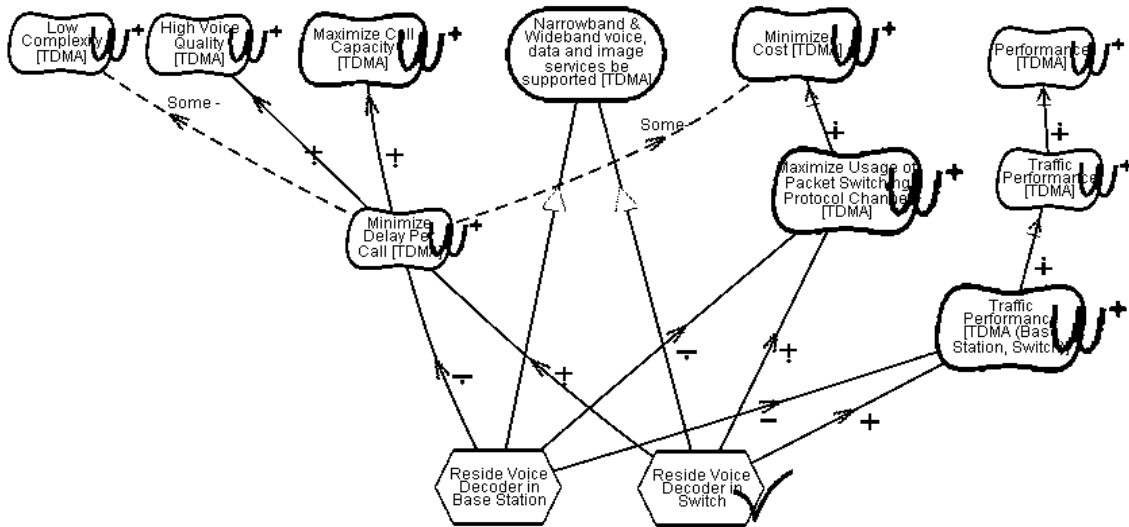 Low
Complexity
[TDMA]
High Voice
Quality
[TDMA]
Maximize Call
Capacity
[TDMA]
Narrowband &
Wideband voice,
data and image
services be
supported [TDMA]
Minimize
Cost [TDMA]
Performance
[TDMA]
Some -
Some-
Maximize Usage of
Packet Switching
Protocol Channel
[TDMA]
Traffic
Performance
[TDMA]
Minimize
Delay Per
Call [TDMA]
Traffic
Performance
[TDMA (Base
Station, Switch)]
Reside Voice
Decoder in
Base Station
Reside Voice
Decoder in
Switch